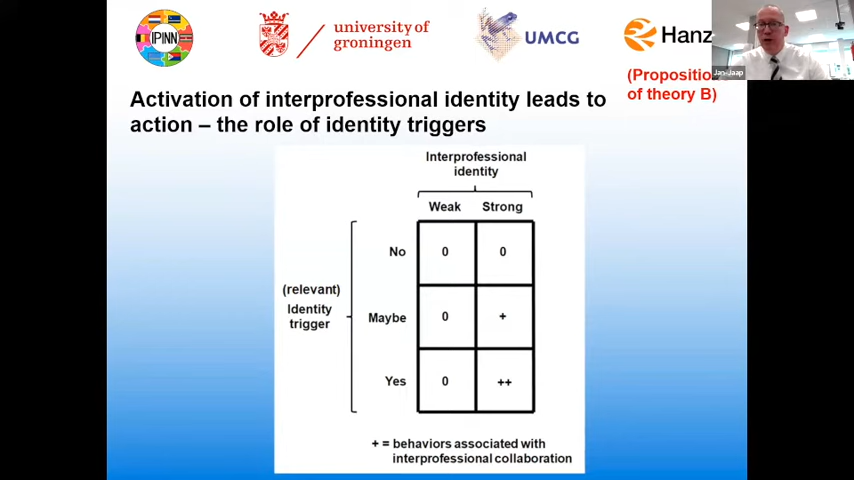 IPINN
university of
groningen
UMCG
Hanz
Jan Jaap
(Propositio
of theory B)
Activation of interprofessional identity leads to
action – the role of identity triggers
Interprofessional
identity
Weak Strong
No 0 0
(relevant)
Identity
trigger
Maybe 0 +
Yes 0 ++
+ = behaviors associated with
interprofessional collaboration